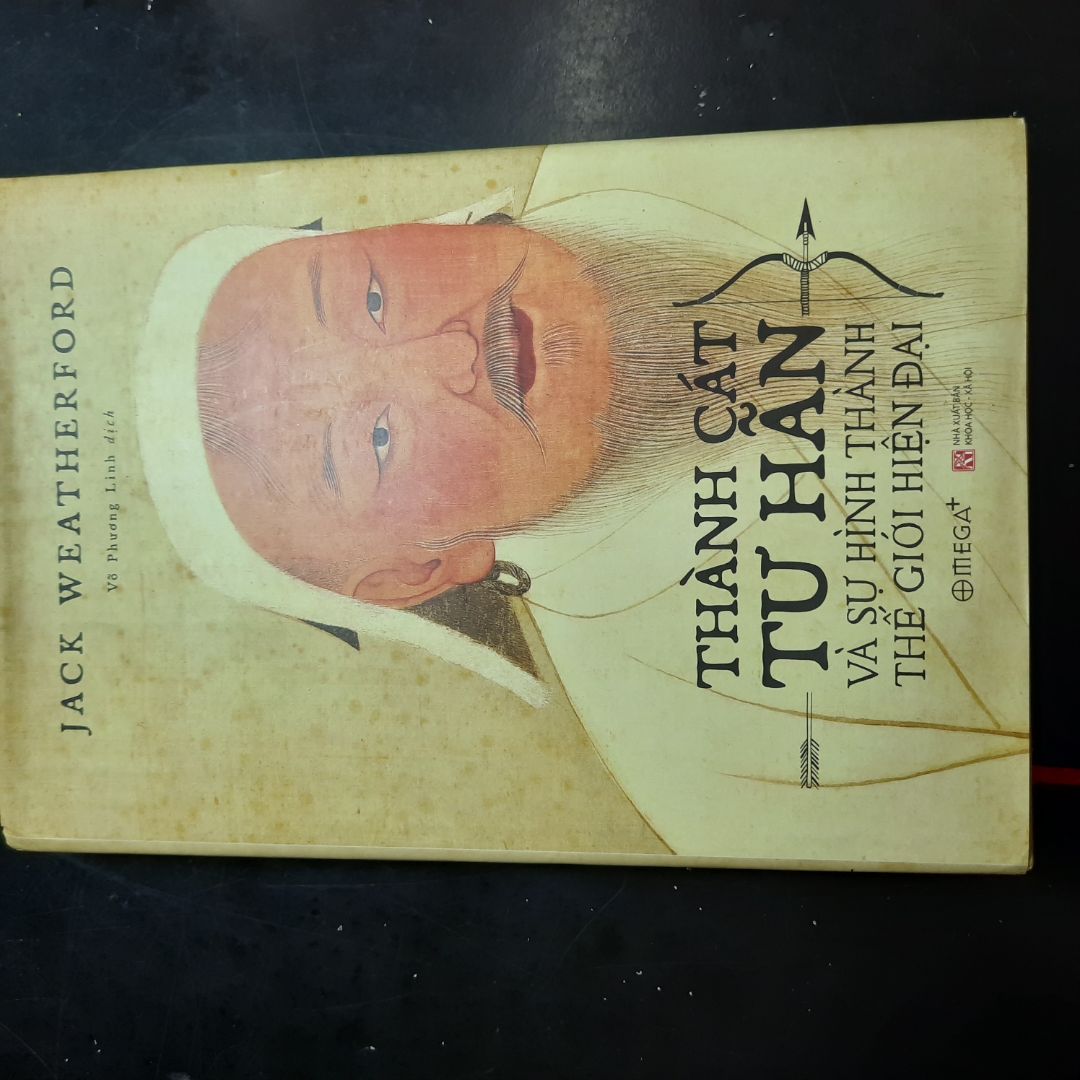 JACK WEATHERFORD
Võ Phương Linh dịch
THÀNH CÁT
TƯ HÃN
VÀ SỰ HÌNH THÀNH
THẾ GIỚI HIỆN ĐẠI
OMEGA+
NHÀ XUẤT BẢN
KHOA HỌC - XÃ HỘI